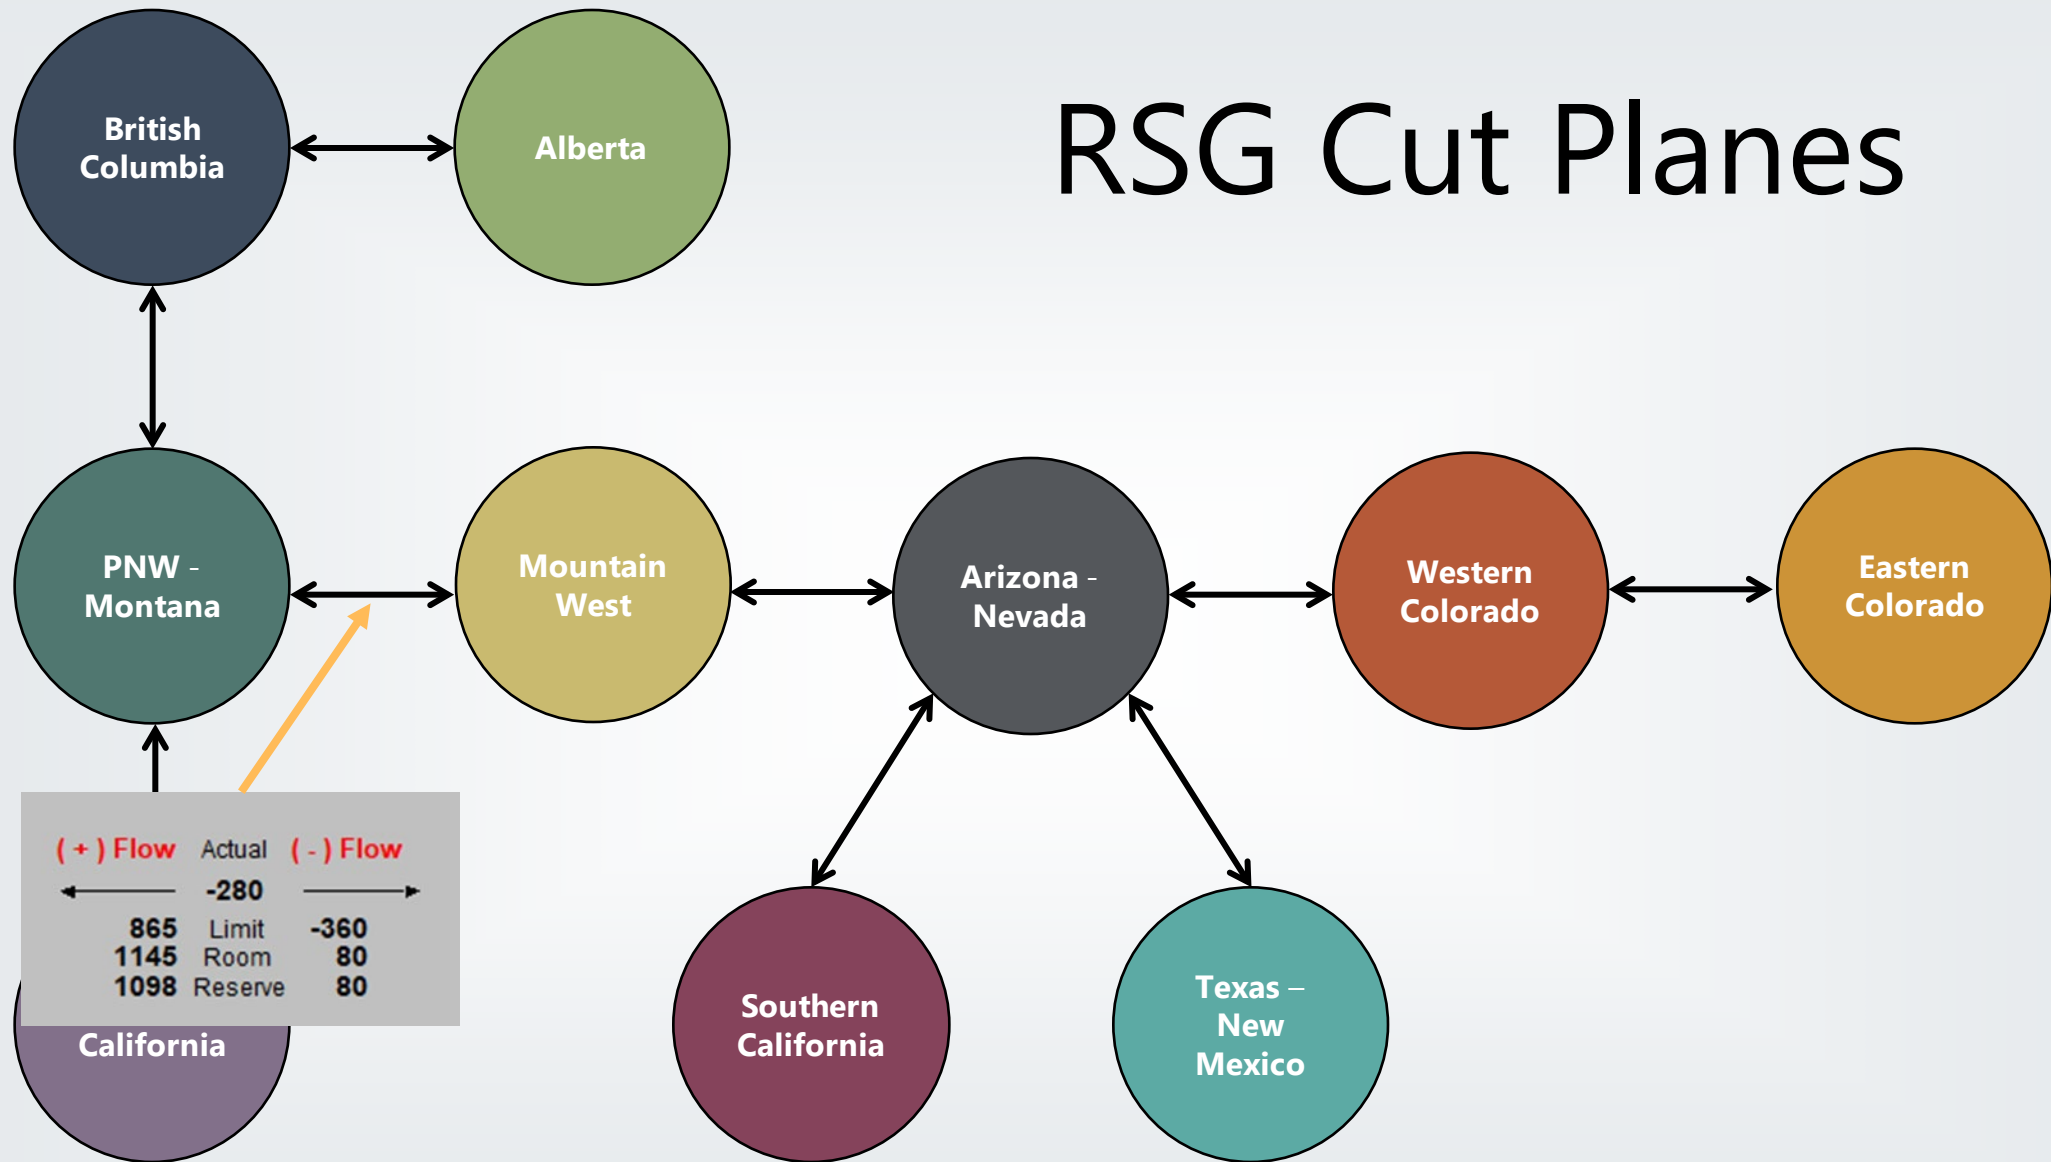 RSG Cut Planes
British
Columbia
Alberta
PNW -
Montana
Mountain
West
Arizona -
Nevada
Western
Colorado
Eastern
Colorado
( + ) Flow Actual ( - ) Flow
-280
865 Limit -360
1145 Room 80
1098 Reserve 80
California
Southern
California
Texas –
New
Mexico